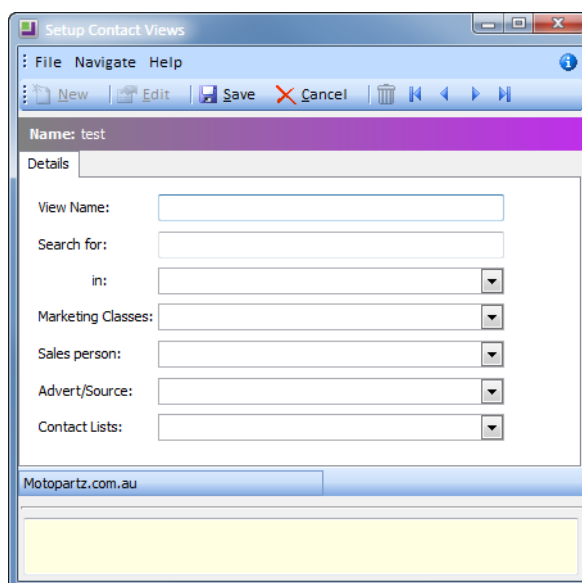 Setup Contact Views
File Navigate Help
New Edit Save Cancel
Name: test
Details
View Name:
Search for:
in:
Marketing Classes:
Sales person:
Advert/Source:
Contact Lists:
Motopartz.com.au